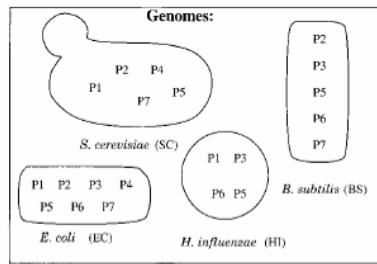 Genomes:
P2 P4
P1
P7
P5
S. cerevisiae (SC)
P2
P3
P5
P6
P7
B. subtilis (BS)
P1 P3
P6 P5
H. influenzae (HI)
P1 P2 P3 P4
P5 P6 P7
E. coli (EC)